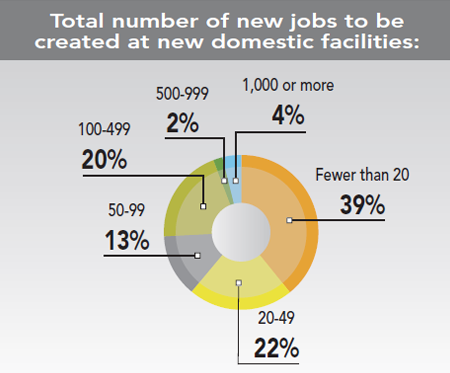 Total number of new jobs to be
created at new domestic facilities:
1,000 or more
4%
500-999
2%
100-499
20%
Fewer than 20
39%
50-99
13%
20-49
22%